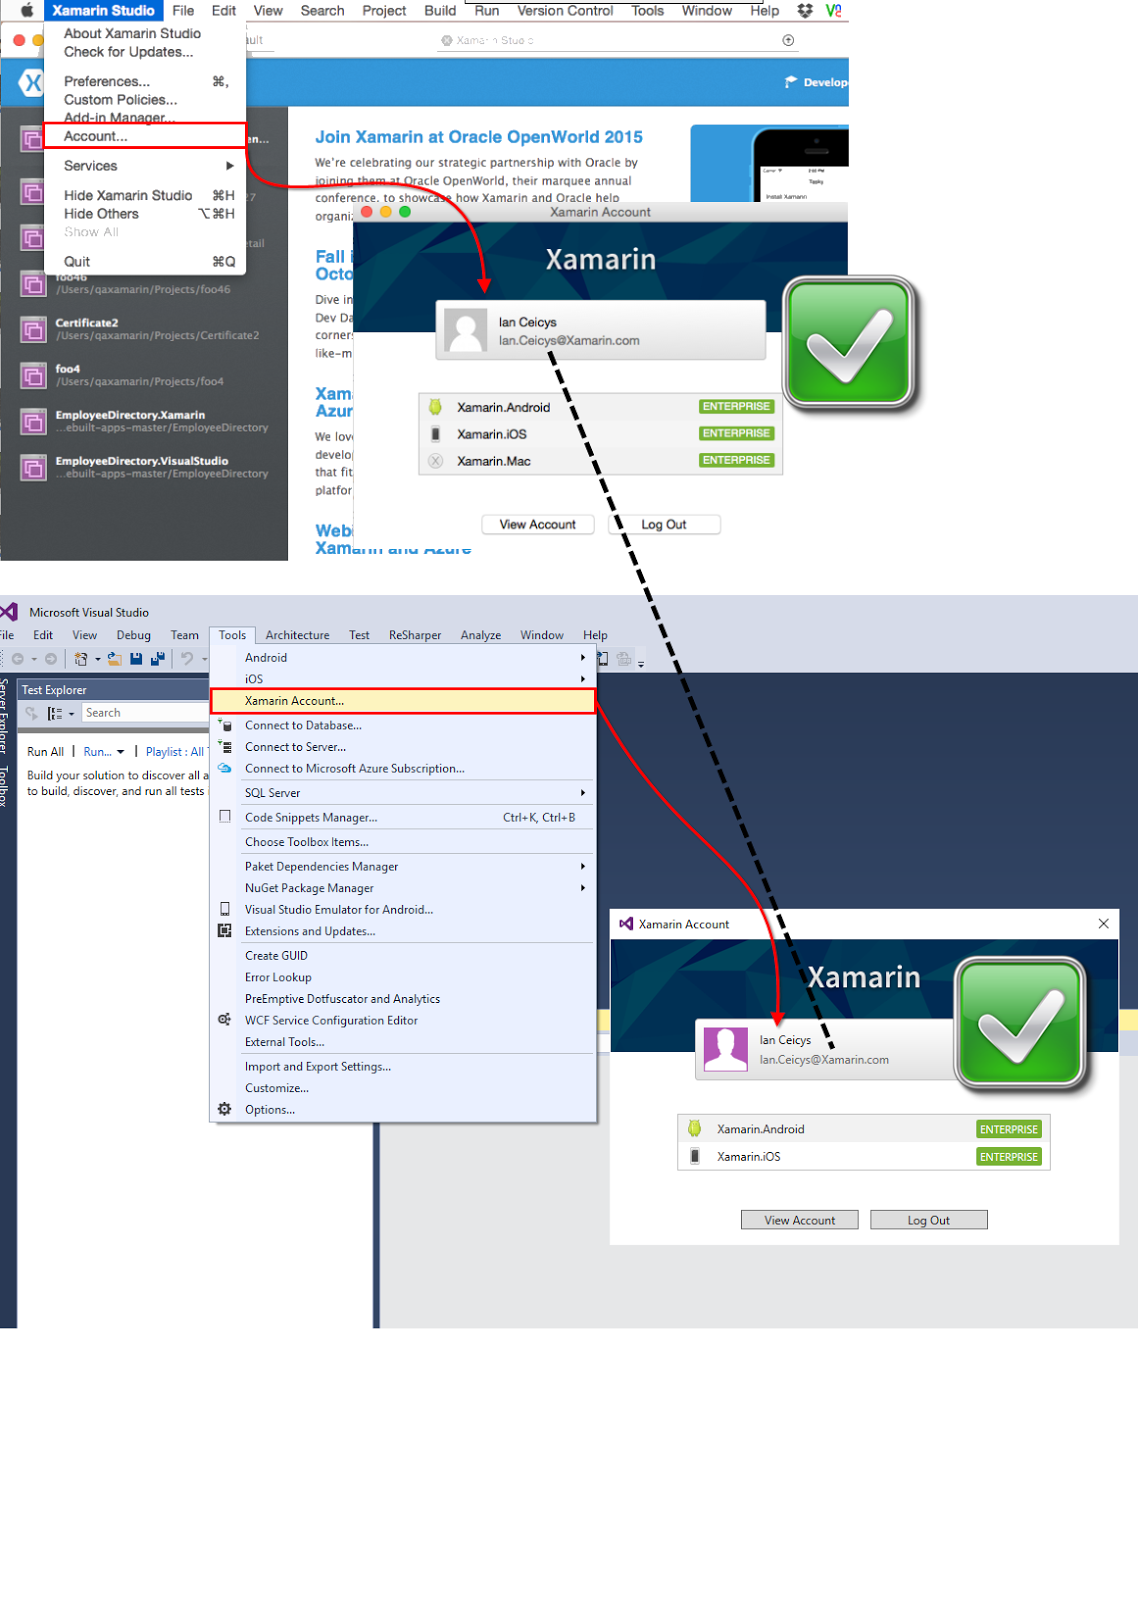 Xamarin Studio File Edit View Search Project Build Run Version Control Tools Window Help
About Xamarin Studio
Check for Updates...
Preferences... ⌘,
Custom Policies...
Add-in Manager...
Account...
Services
Hide Xamarin Studio ⌘H
Hide Others ⌥⌘H
Show All
Quit ⌘Q
Xamarin Studio
foo46
/Users/qaxamarin/Projects/foo46
Certificate2
/Users/qaxamarin/Projects/Certificate2
foo4
/Users/qaxamarin/Projects/foo4
EmployeeDirectory.Xamarin
...ebuilt-apps-master/EmployeeDirectory
EmployeeDirectory.VisualStudio
...ebuilt-apps-master/EmployeeDirectory
Join Xamarin at Oracle OpenWorld 2015
We're celebrating our strategic partnership with Oracle by
joining them at Oracle OpenWorld, their marquee annual
conference, to showcase how Xamarin and Oracle help
Dive in
Dev Da
like-m
We lov
develop
that fit
platfor
Xamarin and Azure
Xamarin Account
Xamarin
Ian Ceicys
Ian.Ceicys@Xamarin.com
Xamarin.Android ENTERPRISE
Xamarin.iOS ENTERPRISE
Xamarin.Mac ENTERPRISE
View Account Log Out
Microsoft Visual Studio
File Edit View Debug Team Tools Architecture Test ReSharper Analyze Window Help
Server Explorer
Toolbox
Test Explorer
Search
Run All | Run... | Playlist : All
Build your solution to discover all a
to build, discover, and run all tests
Android
iOS
Xamarin Account...
Connect to Database...
Connect to Server...
Connect to Microsoft Azure Subscription...
SQL Server
Code Snippets Manager... Ctrl+K, Ctrl+B
Choose Toolbox Items...
Paket Dependencies Manager
NuGet Package Manager
Visual Studio Emulator for Android...
Extensions and Updates...
Create GUID
Error Lookup
PreEmptive Dotfuscator and Analytics
WCF Service Configuration Editor
External Tools...
Import and Export Settings...
Customize...
Options...
Xamarin Account
Xamarin
Ian Ceicys
Ian.Ceicys@Xamarin.com
Xamarin.Android ENTERPRISE
Xamarin.iOS ENTERPRISE
View Account Log Out